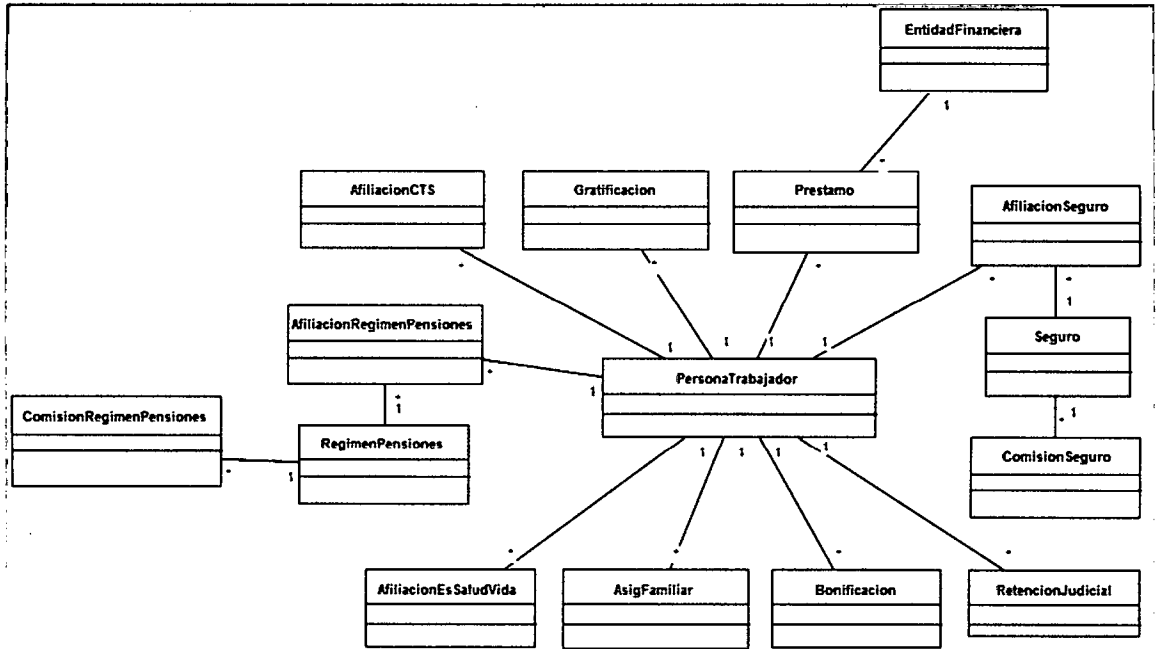 EntidadFinanciera
1
*
AfiliacionCTS
Gratificacion
Prestamo
AfiliacionSeguro
*
*
*
*
*
1
AfiliacionRegimenPensiones
Seguro
1
1
1
1
*
1
PersonaTrabajador
*
1
ComisionRegimenPensiones
RegimenPensiones
1
*
ComisionSeguro
*
1
1
1
1
1
*
*
*
*
AfiliacionEsSaludVida
AsigFamiliar
Bonificacion
RetencionJudicial